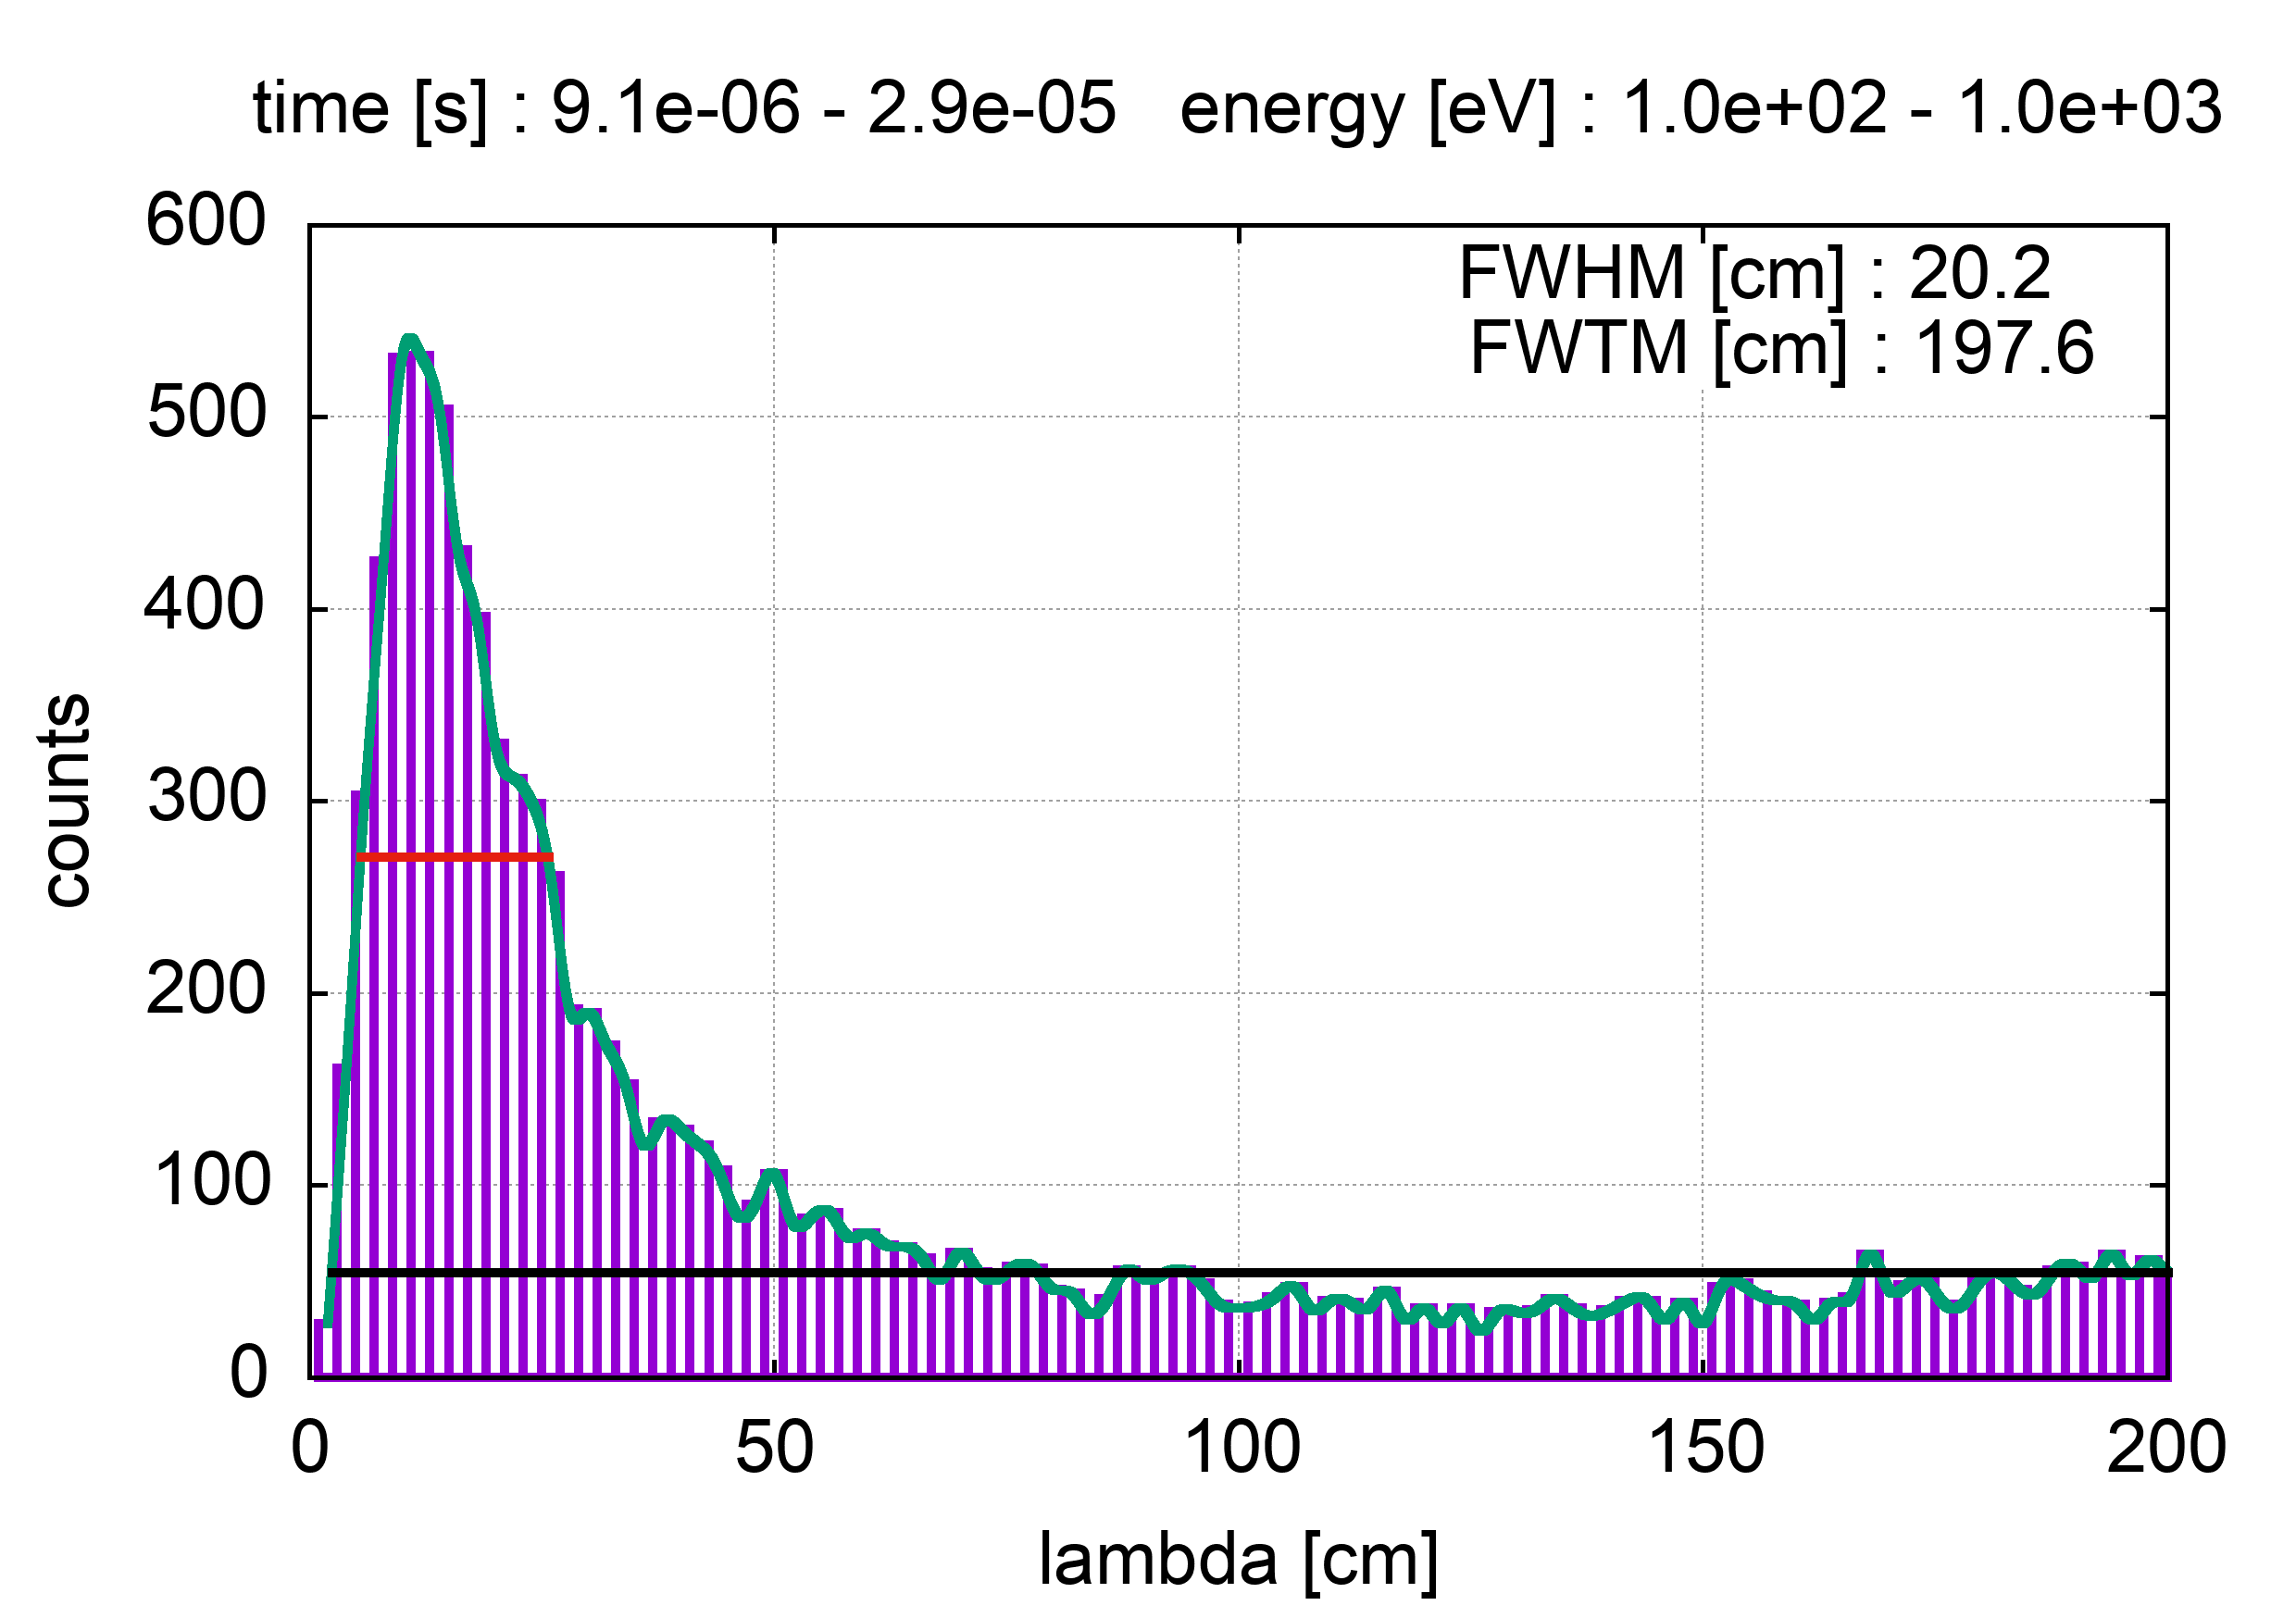 time [s] : 9.1e-06 - 2.9e-05 energy [eV] : 1.0e+02 - 1.0e+03
FWHM [cm] : 20.2
FWTM [cm] : 197.6
600
500
400
300
200
100
0
counts
0 50 100 150 200
lambda [cm]